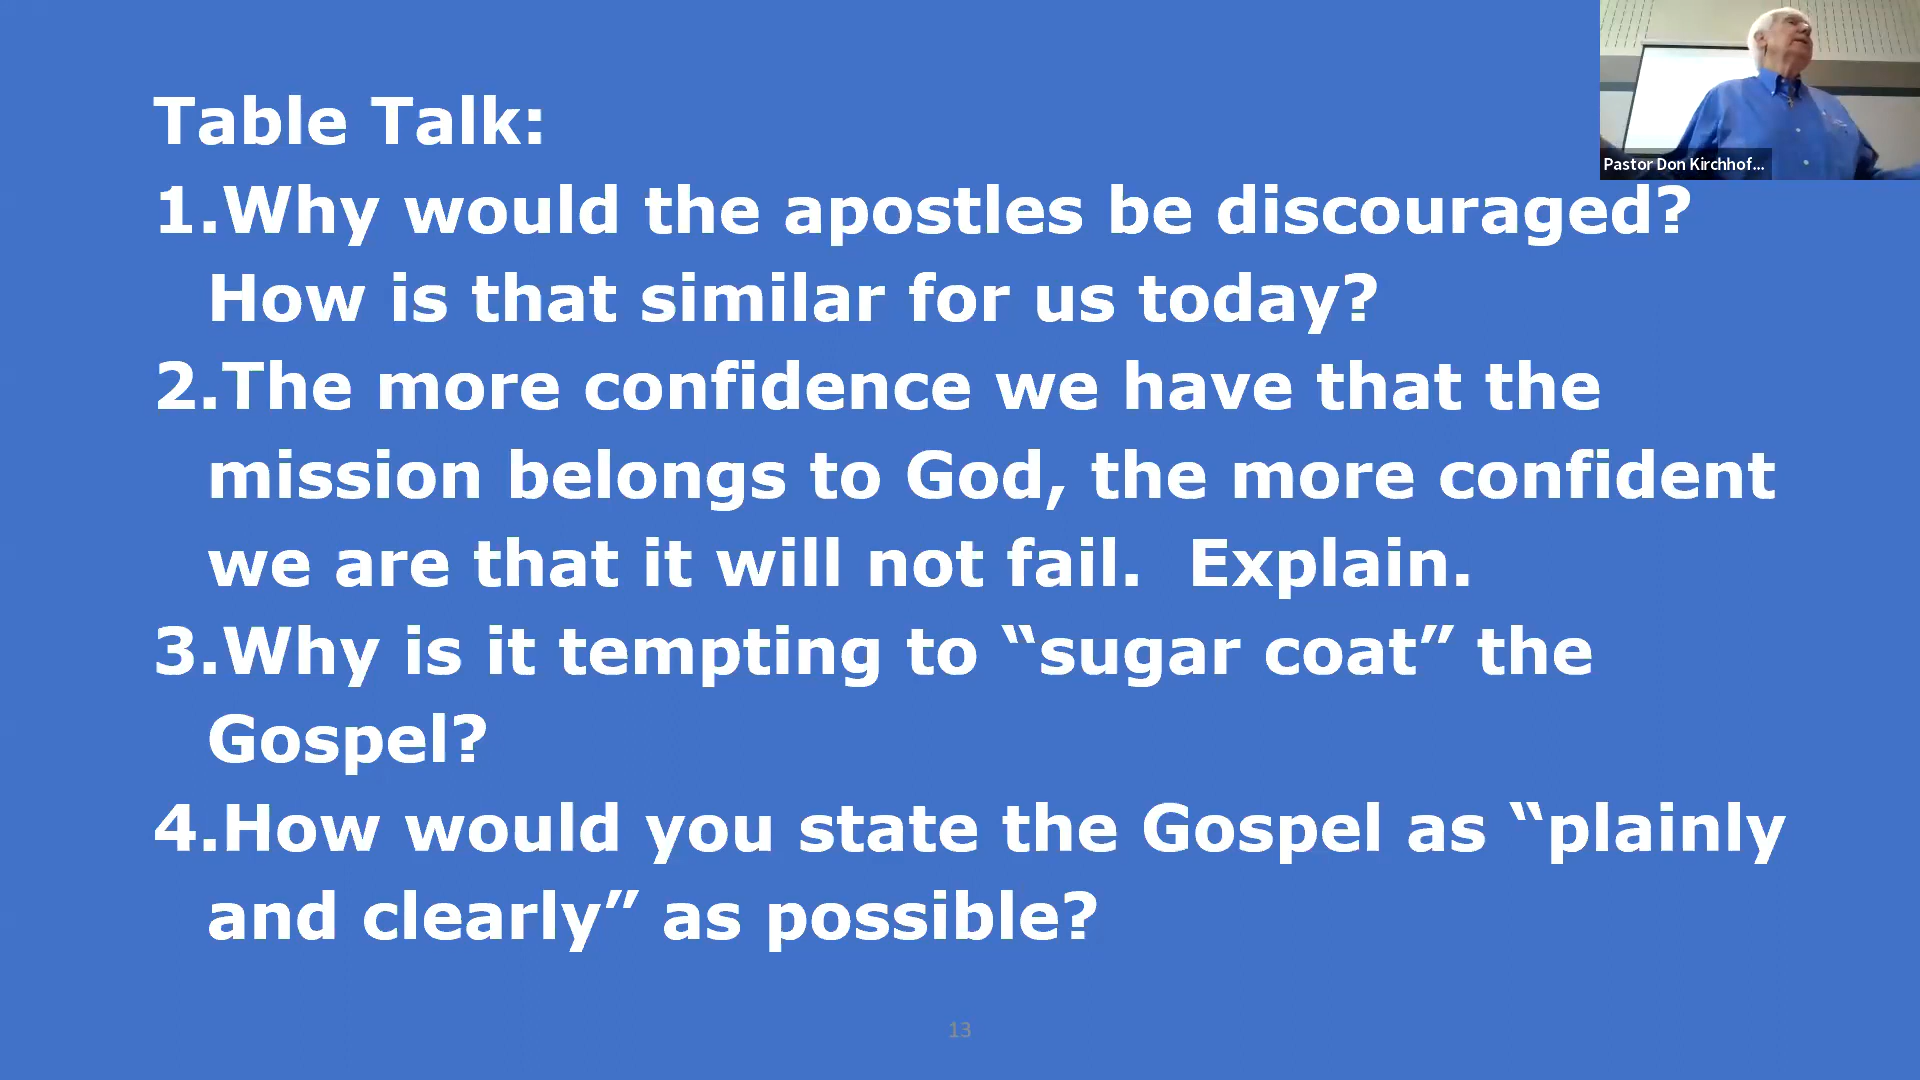 Table Talk:
1.Why would the apostles be discouraged?
How is that similar for us today?
2.The more confidence we have that the
mission belongs to God, the more confident
we are that it will not fail.  Explain.
3.Why is it tempting to “sugar coat” the
Gospel?
4.How would you state the Gospel as “plainly
and clearly” as possible?
13
Pastor Don Kirchhof...